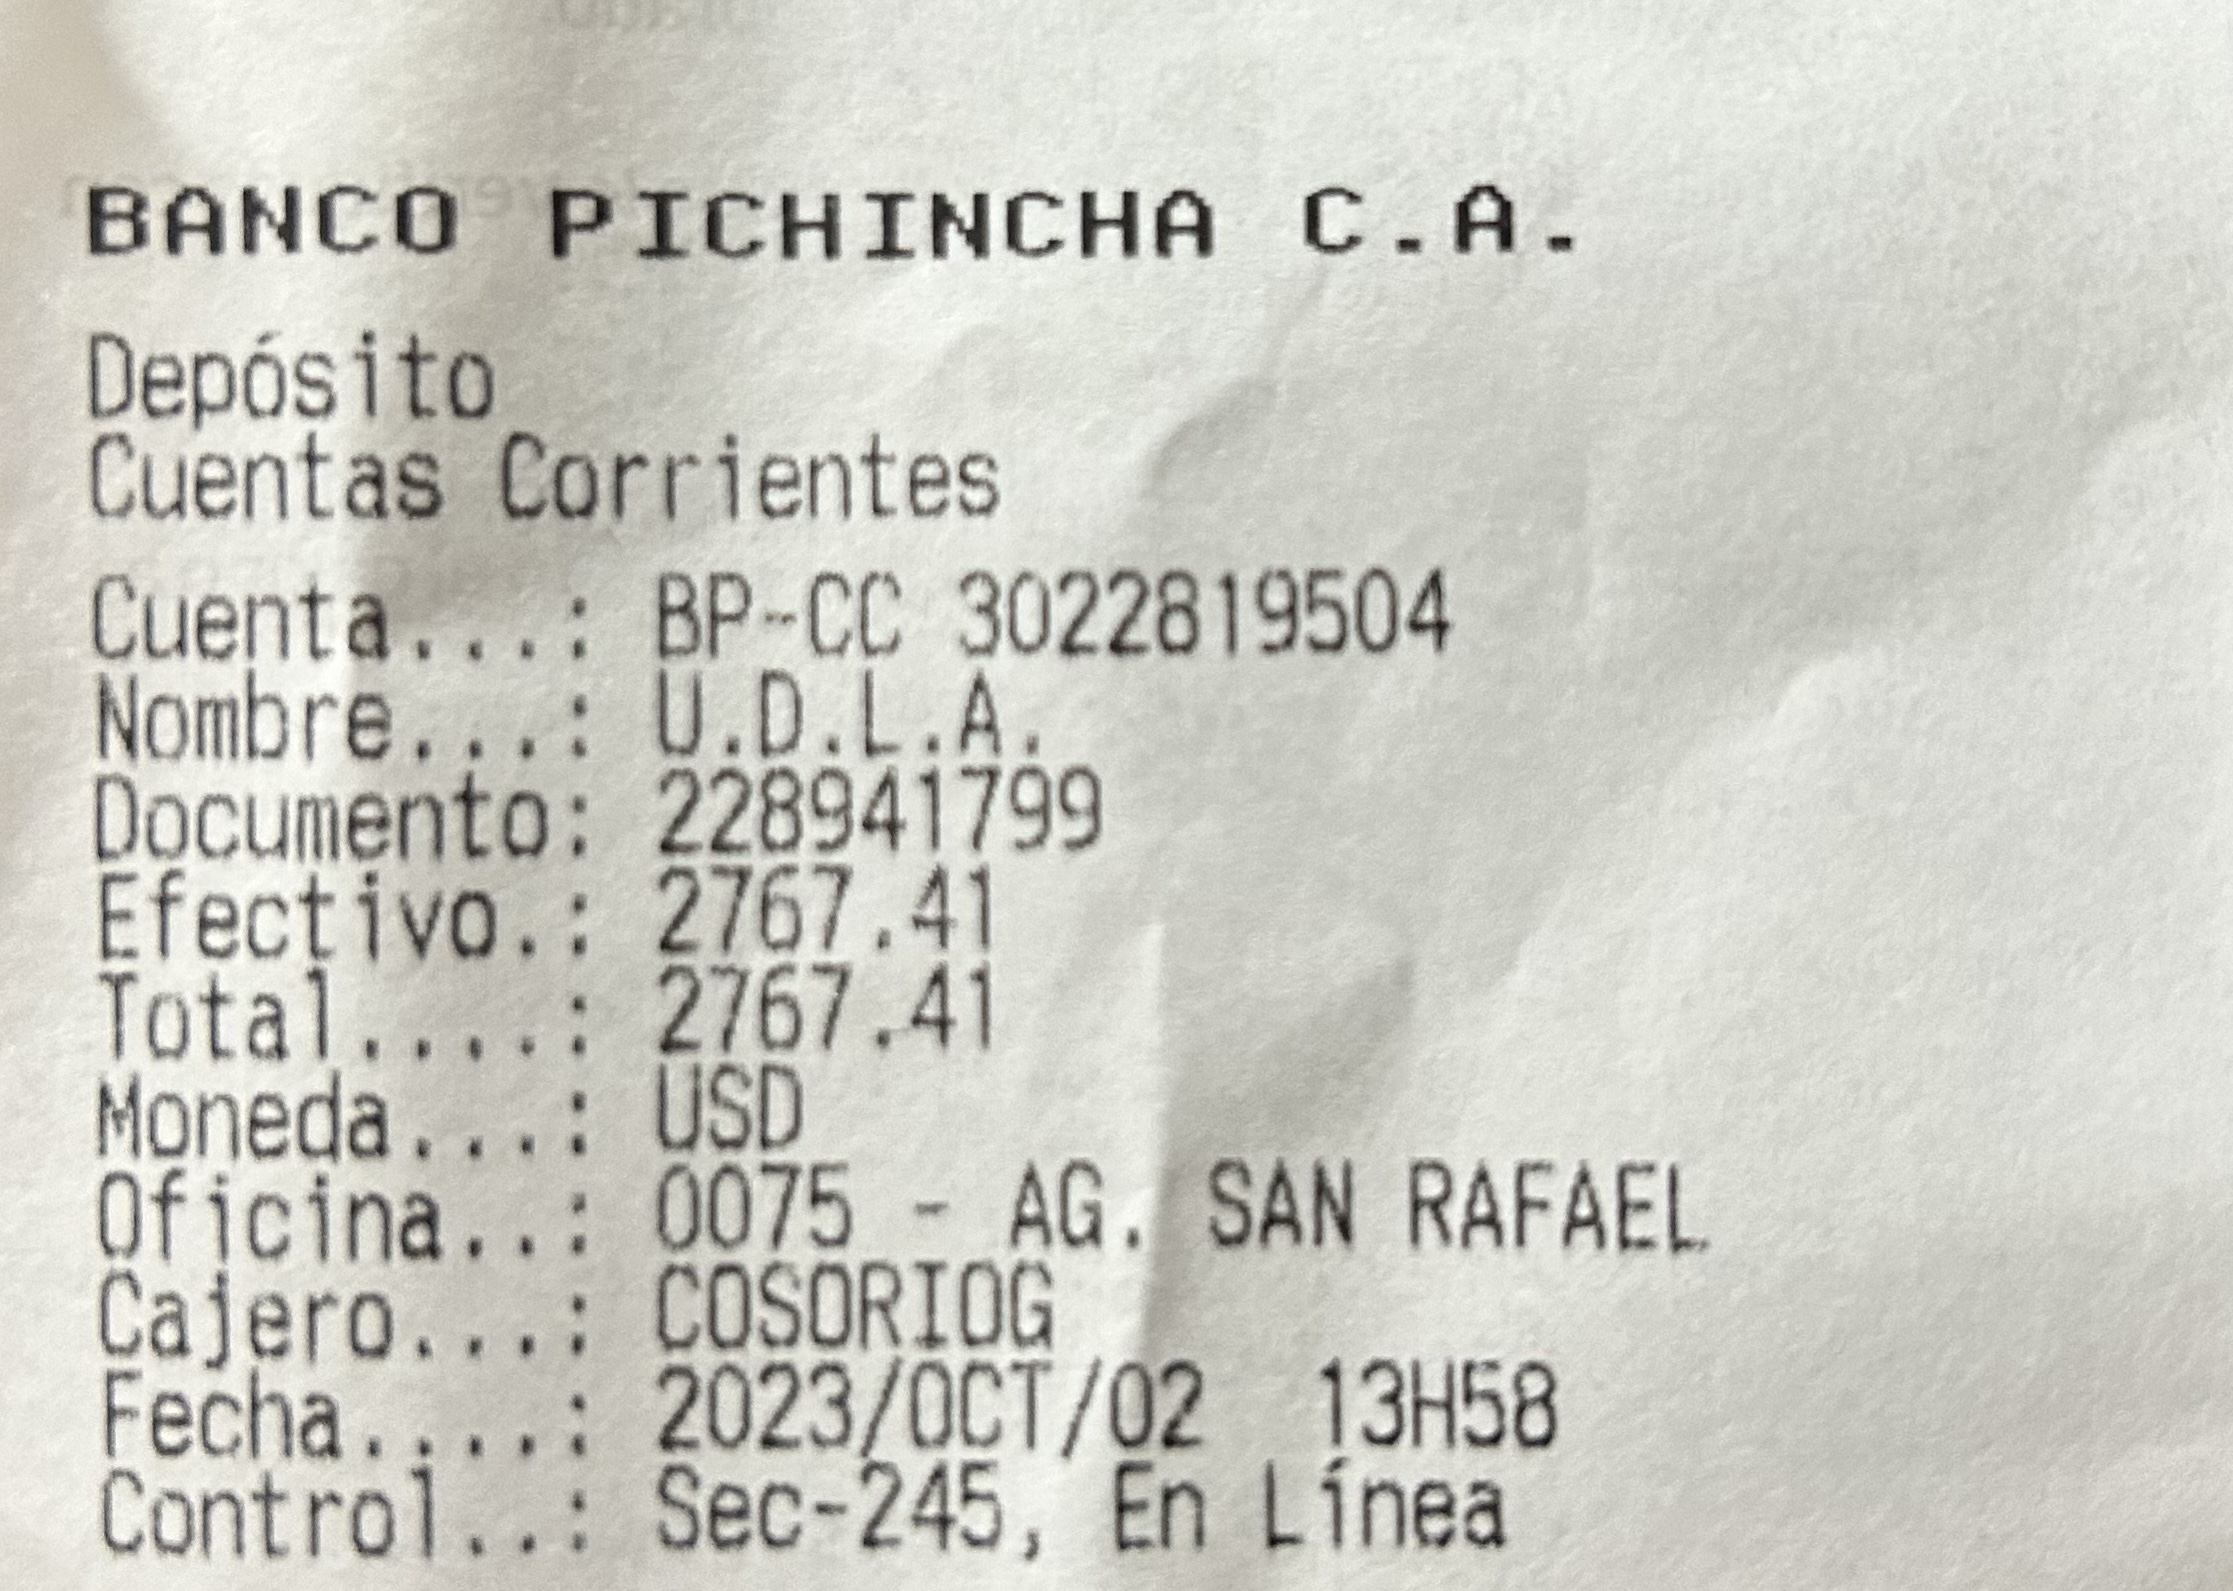 BANCO PICHINCHA C.A.
Depósito
Cuentas Corrientes
Cuenta...: BP-CC 3022819504
Nombre...: U.D.L.A.
Documento: 228941799
Efectivo.: 2767.41
Total....: 2767.41
Moneda...: USD
Oficina..: 0075 - AG. SAN RAFAEL
Cajero...: COSORIOG
Fecha....: 2023/OCT/02 13H58
Control..: Sec-245, En Línea